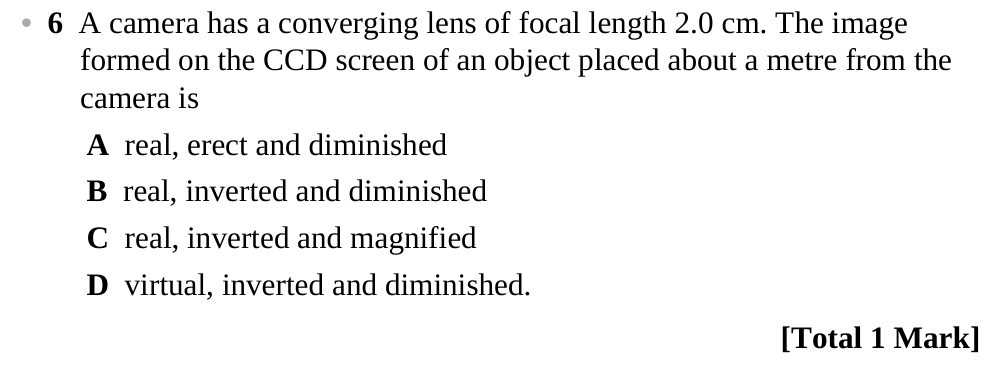 • 6 A camera has a converging lens of focal length 2.0 cm. The image
formed on the CCD screen of an object placed about a metre from the
camera is
A real, erect and diminished
B real, inverted and diminished
C real, inverted and magnified
D virtual, inverted and diminished.
[Total 1 Mark]